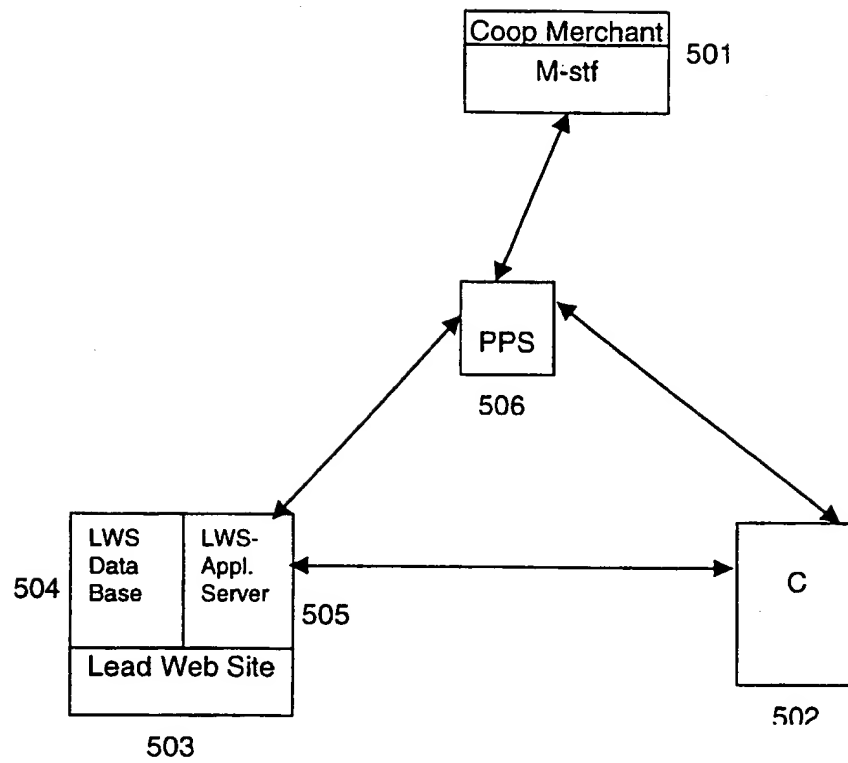 Coop Merchant
M-stf
501
PPS
506
LWS
Data
Base
LWS-
Appl.
Server
504
505
Lead Web Site
503
C
502